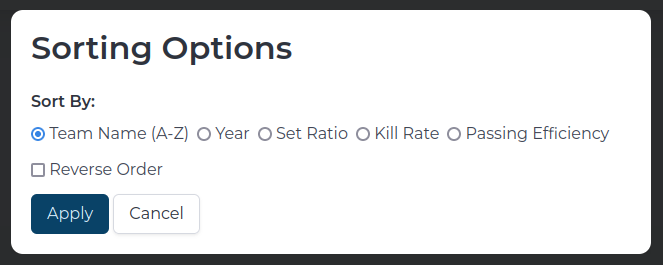 Sorting Options
Sort By:
Team Name (A-Z) Year Set Ratio Kill Rate Passing Efficiency
Reverse Order
Apply Cancel